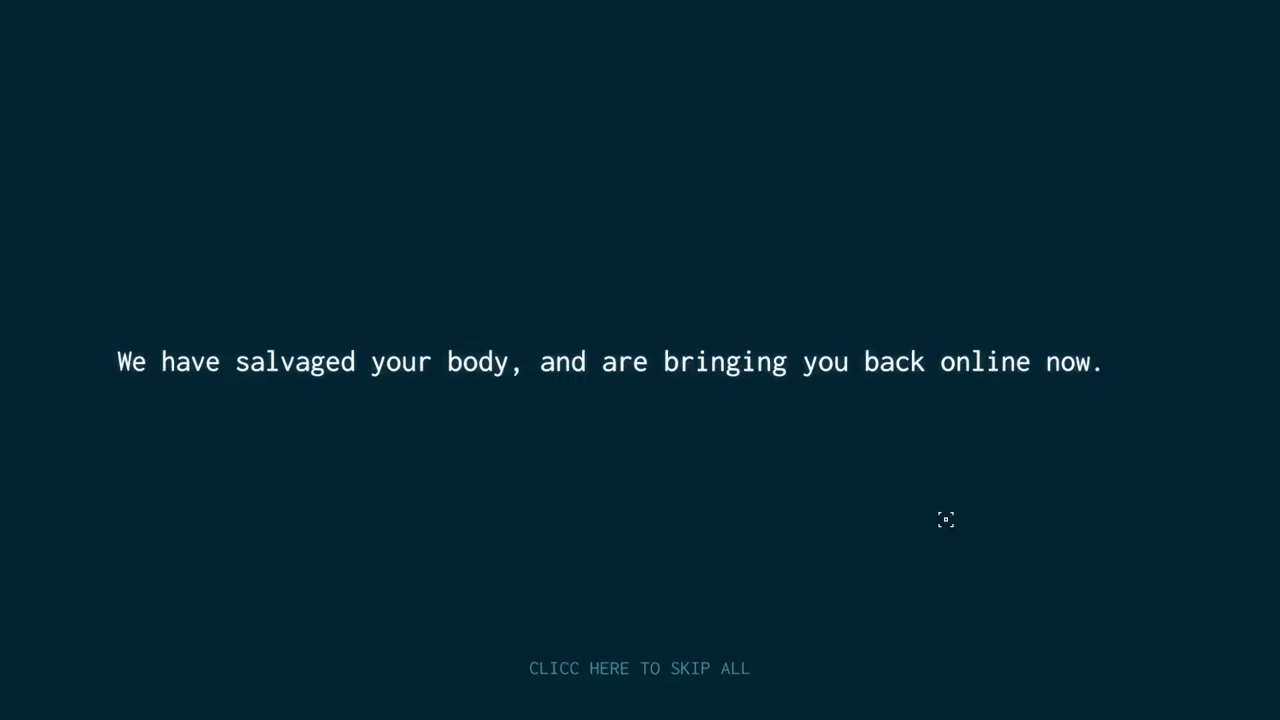 We have salvaged your body, and are bringing you back online now.
CLICC HERE TO SKIP ALL